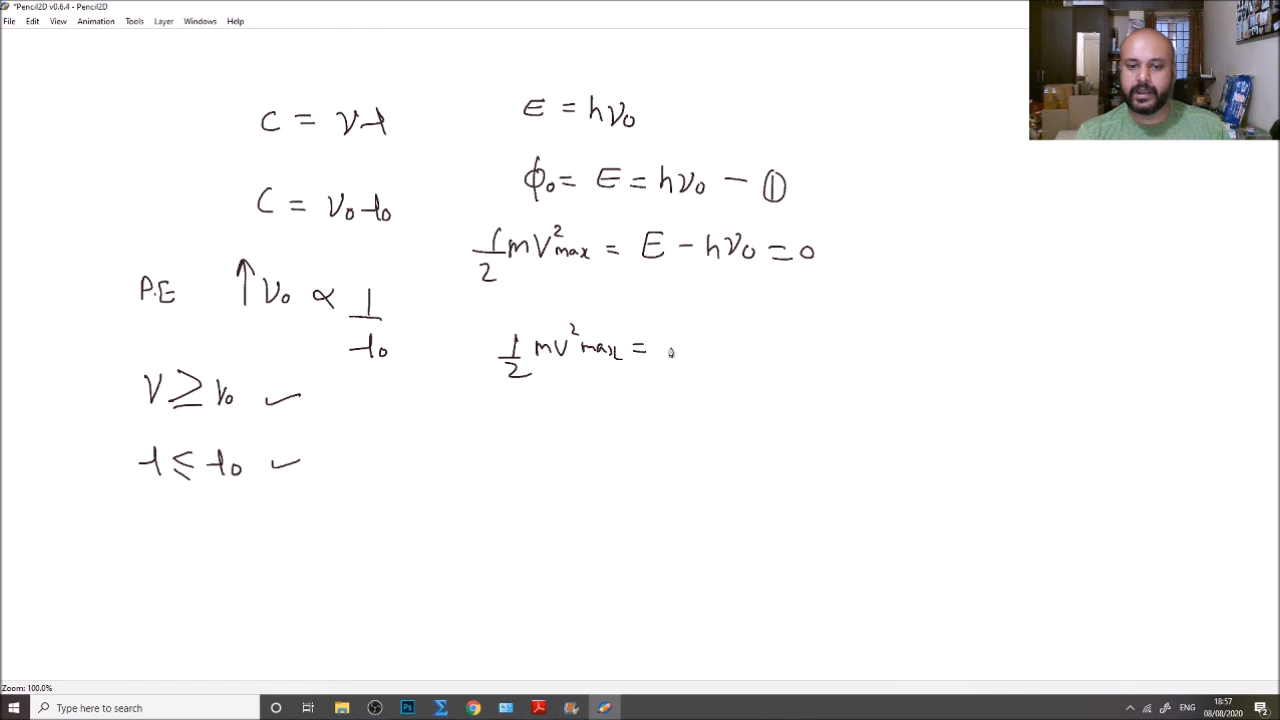 *Pencil2D v0.6.4 - Pencil2D
File Edit View Animation Tools Layer Windows Help
C = νλ
C = ν₀λ₀
P.E ↑ν₀ ∝ 1/λ₀
ν ≥ ν₀ ✓
λ ≤ λ₀ ✓
E = hν₀
ϕ₀ = E = hν₀ — ①
1/2 mV²max = E - hν₀ = 0
1/2 mv²max =
Zoom: 100.0%
Type here to search
ENG
18:57
08/08/2020
2